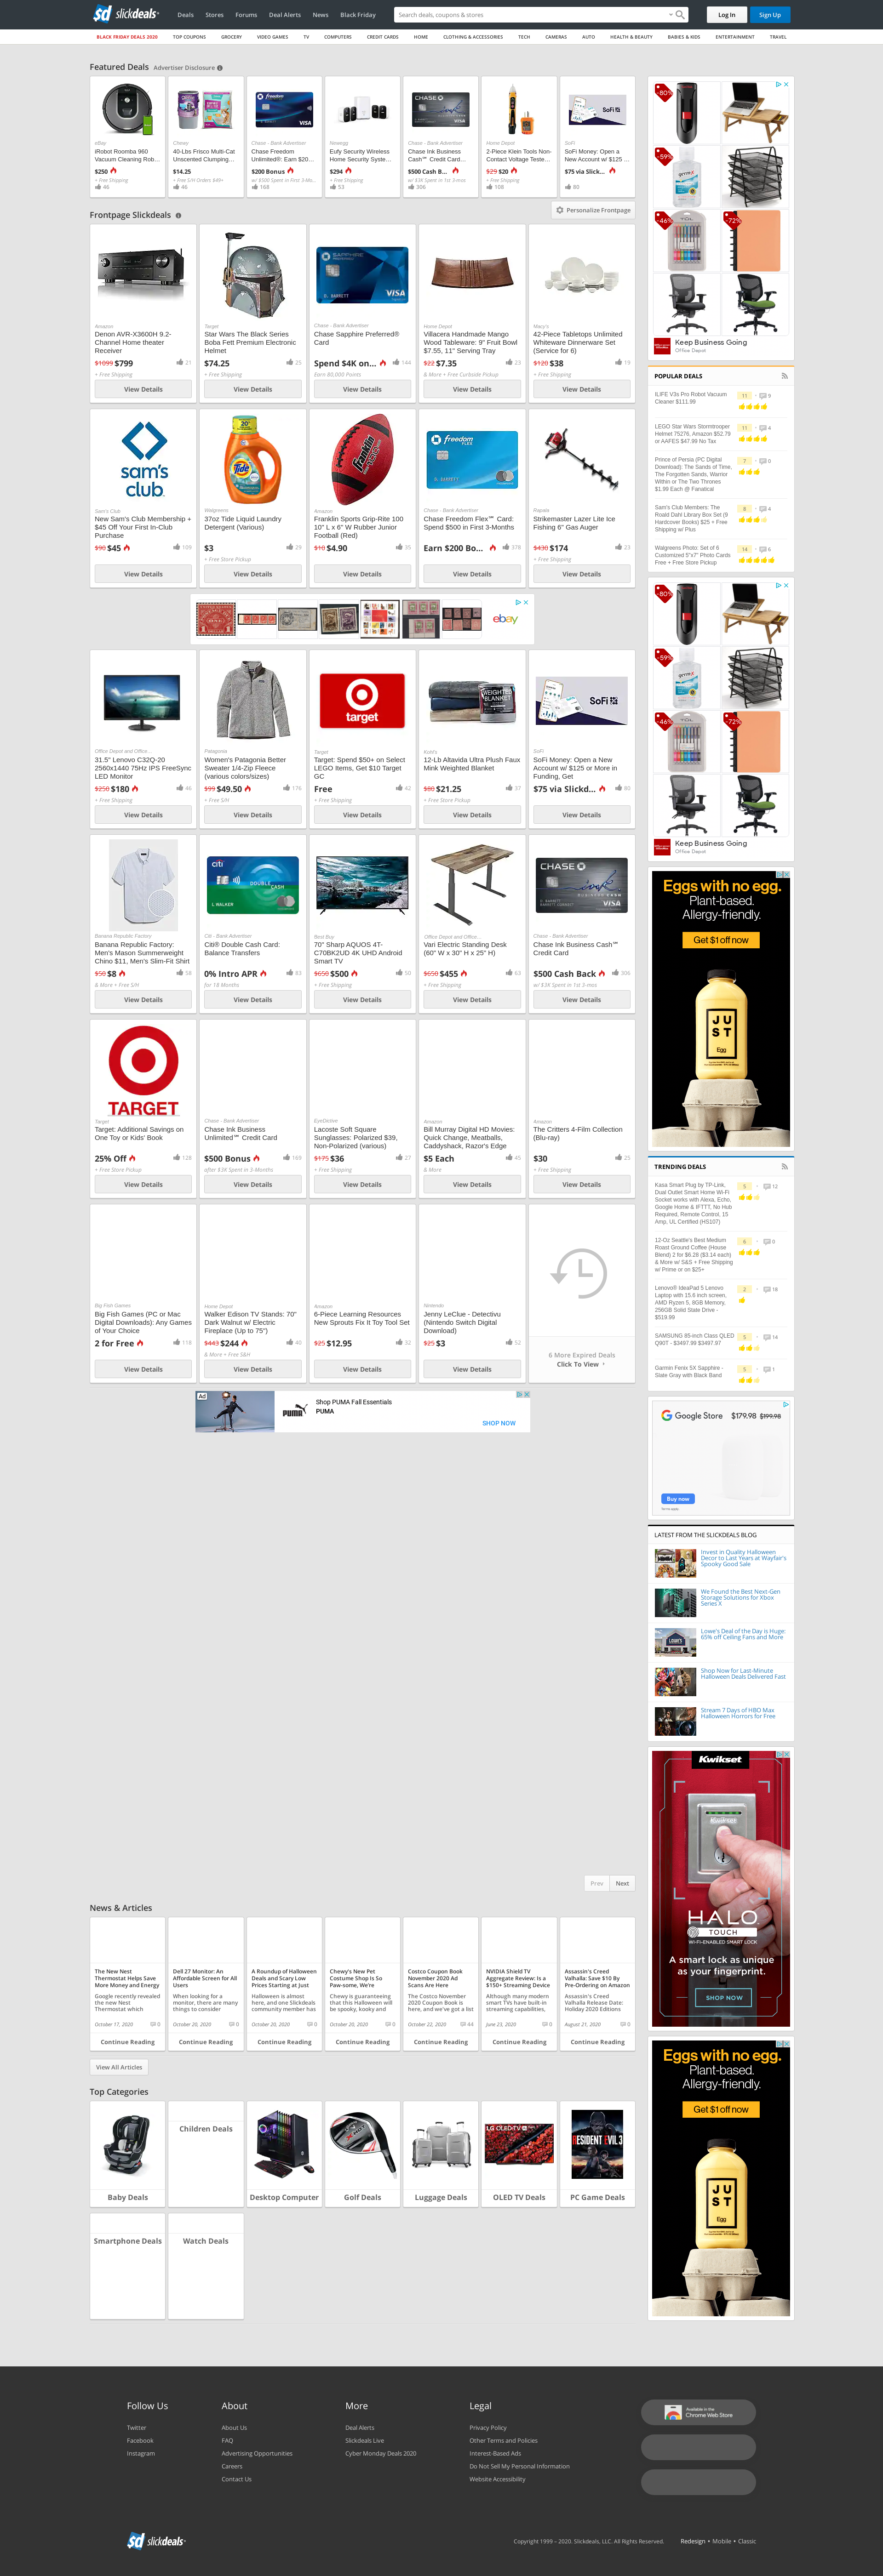 slickdeals
Deals Stores Forums Deal Alerts News Black Friday
Search deals, coupons & stores
Log In Sign Up
BLACK FRIDAY DEALS 2020 TOP COUPONS GROCERY VIDEO GAMES TV COMPUTERS CREDIT CARDS HOME CLOTHING & ACCESSORIES TECH CAMERAS AUTO HEALTH & BEAUTY BABIES & KIDS ENTERTAINMENT TRAVEL
Featured Deals Advertiser Disclosure
eBay
iRobot Roomba 960
Vacuum Cleaning Rob...
$250
+ Free Shipping
46
Chewy
40-Lbs Frisco Multi-Cat
Unscented Clumping...
$14.25
+ Free S/H Orders $49+
46
Chase - Bank Advertiser
Chase Freedom
Unlimited®: Earn $20...
$200 Bonus
w/ $500 Spent in First 3-Mo...
168
Newegg
Eufy Security Wireless
Home Security Syste...
$294
+ Free Shipping
53
Chase - Bank Advertiser
Chase Ink Business
Cash℠ Credit Card...
$500 Cash B...
w/ $3K Spent in 1st 3-mos
306
Home Depot
2-Piece Klein Tools Non-
Contact Voltage Teste...
$29 $20
+ Free Shipping
108
SoFi
SoFi Money: Open a
New Account w/ $125 ...
$75 via Slick...
80
Frontpage Slickdeals
Personalize Frontpage
Amazon
Denon AVR-X3600H 9.2-
Channel Home theater
Receiver
$1099 $799
21
+ Free Shipping
View Details
Target
Star Wars The Black Series
Boba Fett Premium Electronic
Helmet
$74.25
25
+ Free Shipping
View Details
Chase - Bank Advertiser
Chase Sapphire Preferred®
Card
Spend $4K on...
144
Earn 80,000 Points
View Details
Home Depot
Villacera Handmade Mango
Wood Tableware: 9" Fruit Bowl
$7.55, 11" Serving Tray
$22 $7.35
23
& More + Free Curbside Pickup
View Details
Macy's
42-Piece Tabletops Unlimited
Whiteware Dinnerware Set
(Service for 6)
$120 $38
19
+ Free Shipping
View Details
sam's
club
Sam's Club
New Sam's Club Membership +
$45 Off Your First In-Club
Purchase
$90 $45
109
View Details
Walgreens
37oz Tide Liquid Laundry
Detergent (Various)
$3
29
+ Free Store Pickup
View Details
Amazon
Franklin Sports Grip-Rite 100
10" L x 6" W Rubber Junior
Football (Red)
$10 $4.90
35
View Details
Chase - Bank Advertiser
Chase Freedom Flex℠ Card:
Spend $500 in First 3-Months
Earn $200 Bo...
378
View Details
Rapala
Strikemaster Lazer Lite Ice
Fishing 6" Gas Auger
$430 $174
23
+ Free Shipping
View Details
ebay
Office Depot and Office...
31.5" Lenovo C32Q-20
2560x1440 75Hz IPS FreeSync
LED Monitor
$250 $180
46
+ Free Shipping
View Details
Patagonia
Women's Patagonia Better
Sweater 1/4-Zip Fleece
(various colors/sizes)
$99 $49.50
176
+ Free S/H
View Details
target
Target
Target: Spend $50+ on Select
LEGO Items, Get $10 Target
GC
Free
42
+ Free Shipping
View Details
WEIGHTED
BLANKET
Kohl's
12-Lb Altavida Ultra Plush Faux
Mink Weighted Blanket
$80 $21.25
37
+ Free Store Pickup
View Details
SoFi
SoFi
SoFi Money: Open a New
Account w/ $125 or More in
Funding, Get
$75 via Slickd...
80
View Details
Banana Republic Factory
Banana Republic Factory:
Men's Mason Summerweight
Chino $11, Men's Slim-Fit Shirt
$50 $8
58
& More + Free S/H
View Details
Citi - Bank Advertiser
Citi® Double Cash Card:
Balance Transfers
0% Intro APR
83
for 18 Months
View Details
Best Buy
70" Sharp AQUOS 4T-
C70BK2UD 4K UHD Android
Smart TV
$650 $500
50
+ Free Shipping
View Details
Office Depot and Office...
Vari Electric Standing Desk
(60" W x 30" H x 25" H)
$650 $455
63
+ Free Shipping
View Details
Chase - Bank Advertiser
Chase Ink Business Cash℠
Credit Card
$500 Cash Back
306
w/ $3K Spent in 1st 3-mos
View Details
TARGET
Target
Target: Additional Savings on
One Toy or Kids' Book
25% Off
128
+ Free Store Pickup
View Details
Chase - Bank Advertiser
Chase Ink Business
Unlimited℠ Credit Card
$500 Bonus
169
after $3K Spent in 3 Months
View Details
EyeDictive
Lacoste Soft Square
Sunglasses: Polarized $39,
Non-Polarized (various)
$175 $36
27
+ Free Shipping
View Details
Amazon
Bill Murray Digital HD Movies:
Quick Change, Meatballs,
Caddyshack, Razor's Edge
$5 Each
45
& More
View Details
Amazon
The Critters 4-Film Collection
(Blu-ray)
$30
25
+ Free Shipping
View Details
Big Fish Games
Big Fish Games (PC or Mac
Digital Downloads): Any Games
of Your Choice
2 for Free
118
View Details
Home Depot
Walker Edison TV Stands: 70"
Dark Walnut w/ Electric
Fireplace (Up to 75")
$443 $244
40
& More + Free S&H
View Details
Amazon
6-Piece Learning Resources
New Sprouts Fix It Toy Tool Set
$25 $12.95
32
View Details
Nintendo
Jenny LeClue - Detectivu
(Nintendo Switch Digital
Download)
$25 $3
52
View Details
6 More Expired Deals
Click To View
Ad
PUMA
Shop PUMA Fall Essentials
PUMA
SHOP NOW
Prev Next
News & Articles
The New Nest
Thermostat Helps Save
More Money and Energy
Google recently revealed
the new Nest
Thermostat which
October 17, 2020 0
Continue Reading
Dell 27 Monitor: An
Affordable Screen for All
Users
When looking for a
monitor, there are many
things to consider
October 20, 2020 0
Continue Reading
A Roundup of Halloween
Deals and Scary Low
Prices Starting at Just
Halloween is almost
here, and one Slickdeals
community member has
October 20, 2020 0
Continue Reading
Chewy's New Pet
Costume Shop Is So
Paw-some, We're
Chewy is guaranteeing
that this Halloween will
be spooky, kooky and
October 20, 2020 0
Continue Reading
Costco Coupon Book
November 2020 Ad
Scans Are Here
The Costco November
2020 Coupon Book is
here, and we've got a list
October 22, 2020 44
Continue Reading
NVIDIA Shield TV
Aggregate Review: Is a
$150+ Streaming Device
Although many modern
smart TVs have built-in
streaming capabilities,
June 23, 2020 0
Continue Reading
Assassin's Creed
Valhalla: Save $10 By
Pre-Ordering on Amazon
Assassin's Creed
Valhalla Release Date:
Holiday 2020 Editions
August 21, 2020 0
Continue Reading
View All Articles
Top Categories
Baby Deals
Children Deals
Desktop Computer
Golf Deals
Luggage Deals
LG OLED TV
OLED TV Deals
RESIDENT EVIL 3
PC Game Deals
Smartphone Deals
Watch Deals
-80%
-59%
-46%
-72%
Keep Business Going
Office Depot
POPULAR DEALS
ILIFE V3s Pro Robot Vacuum
Cleaner $111.99
11 9
LEGO Star Wars Stormtrooper
Helmet 75276, Amazon $52.79
or AAFES $47.99 No Tax
11 4
Prince of Persia (PC Digital
Download): The Sands of Time,
The Forgotten Sands, Warrior
Within or The Two Thrones
$1.99 Each @ Fanatical
7 0
Sam's Club Members: The
Roald Dahl Library Box Set (9
Hardcover Books) $25 + Free
Shipping w/ Plus
8 4
Walgreens Photo: Set of 6
Customized 5"x7" Photo Cards
Free + Free Store Pickup
14 6
-80%
-59%
-46%
-72%
Keep Business Going
Office Depot
Eggs with no egg.
Plant-based.
Allergy-friendly.
Get $1 off now
JUST
Egg
TRENDING DEALS
Kasa Smart Plug by TP-Link,
Dual Outlet Smart Home Wi-Fi
Socket works with Alexa, Echo,
Google Home & IFTTT, No Hub
Required, Remote Control, 15
Amp, UL Certified (HS107)
5 12
12-Oz Seattle's Best Medium
Roast Ground Coffee (House
Blend) 2 for $6.28 ($3.14 each)
& More w/ S&S + Free Shipping
w/ Prime or on $25+
6 0
Lenovo® IdeaPad 5 Lenovo
Laptop with 15.6 inch screen,
AMD Ryzen 5, 8GB Memory,
256GB Solid State Drive -
$519.99
2 18
SAMSUNG 85-inch Class QLED
Q90T - $3497.99 $3497.97
5 14
Garmin Fenix 5X Sapphire -
Slate Gray with Black Band
5 1
Google Store $179.98 $199.98
Buy now
LATEST FROM THE SLICKDEALS BLOG
Invest in Quality Halloween
Decor to Last Years at Wayfair's
Spooky Good Sale
We Found the Best Next-Gen
Storage Solutions for Xbox
Series X
Lowe's Deal of the Day is Huge:
65% off Ceiling Fans and More
Shop Now for Last-Minute
Halloween Deals Delivered Fast
Stream 7 Days of HBO Max
Halloween Horrors for Free
Kwikset
HALO
TOUCH
WI-FI-ENABLED SMART LOCK
A smart lock as unique
as your fingerprint.
SHOP NOW
Eggs with no egg.
Plant-based.
Allergy-friendly.
Get $1 off now
JUST
Egg
Follow Us
Twitter
Facebook
Instagram
About
About Us
FAQ
Advertising Opportunities
Careers
Contact Us
More
Deal Alerts
Slickdeals Live
Cyber Monday Deals 2020
Legal
Privacy Policy
Other Terms and Policies
Interest-Based Ads
Do Not Sell My Personal Information
Website Accessibility
Available in the
Chrome Web Store
slickdeals
Copyright 1999 - 2020. Slickdeals, LLC. All Rights Reserved. Redesign • Mobile • Classic